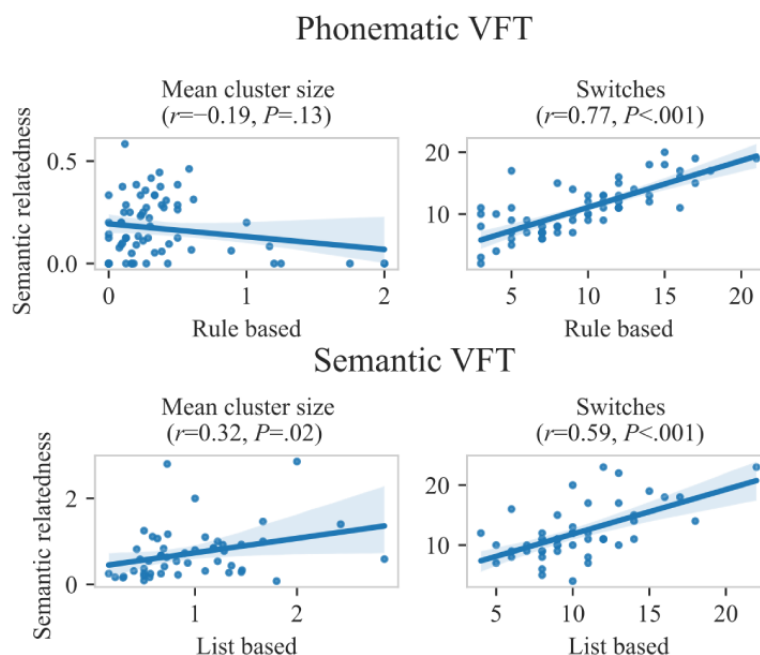 Phonematic VFT
Mean cluster size
(r=−0.19, P=.13)
Switches
(r=0.77, P<.001)
Semantic relatedness
0.5
0.0
0
1
2
Rule based
20
10
5
10
15
20
Rule based
Semantic VFT
Mean cluster size
(r=0.32, P=.02)
Switches
(r=0.59, P<.001)
Semantic relatedness
2
0
1
2
List based
20
10
5
10
15
20
List based